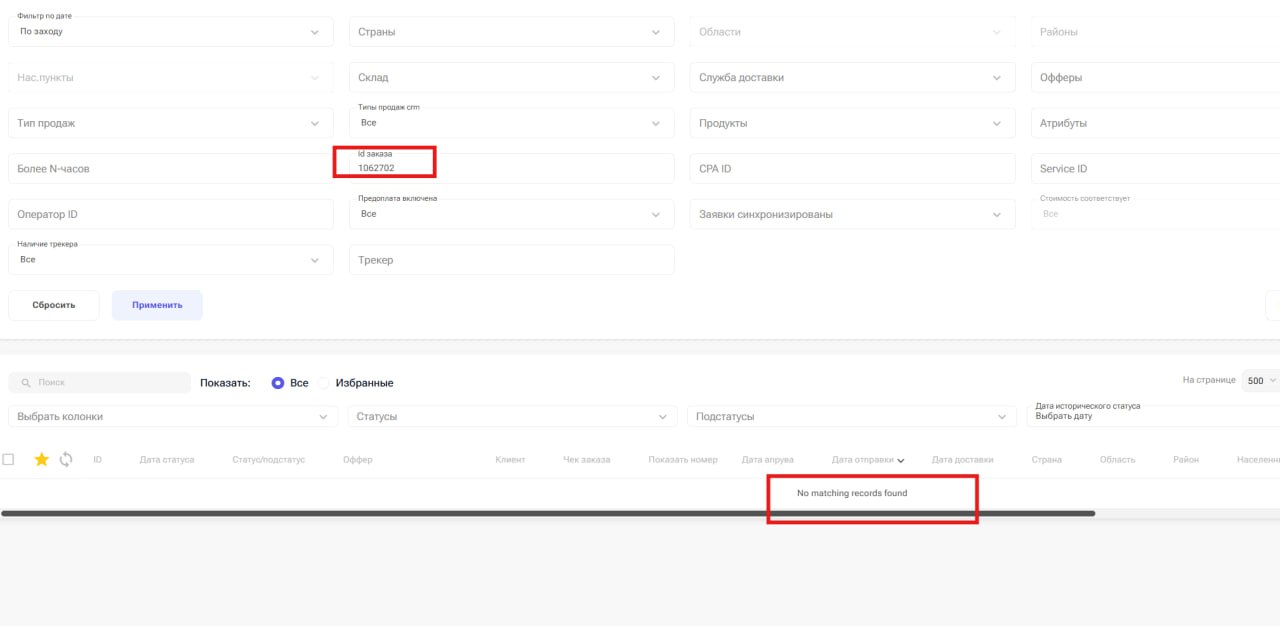 Фильтр по дате
По заходу
Страны
Области
Районы
Нас.пункты
Склад
Служба доставки
Офферы
Тип продаж
Типы продаж crm
Все
Продукты
Атрибуты
Более N-часов
Id заказа
1062702
CPA ID
Service ID
Оператор ID
Предоплата включена
Все
Заявки синхронизированы
Стоимость соответствует
Все
Наличие трекера
Все
Трекер
Сбросить
Применить
Поиск
Показать:
Все
Избранные
На странице
500
Выбрать колонки
Статусы
Подстатусы
Дата исторического статуса
Выбрать дату
ID Дата статуса Статус/подстатус Оффер Клиент Чек заказа Показать номер Дата апрува Дата отправки Дата доставки Страна Область Район Населенн
No matching records found